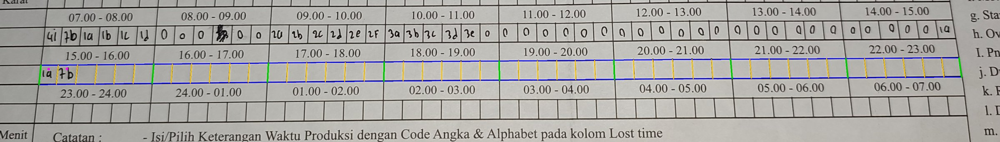 07.00 - 08.00 08.00 - 09.00 09.00 - 10.00 10.00 - 11.00 11.00 - 12.00 12.00 - 13.00 13.00 - 14.00 14.00 - 15.00 g. Sta
4i 7b 1a 1b 1c 1d 0 0 0 0 0 2a 2b 2c 2d 2e 2f 3a 3b 3c 3d 3e 0 0 0 0 0 0 0 0 0 0 0 0 0 0 0 0 0 0 0 0 0 0 0 0 1a h. Ov
15.00 - 16.00 16.00 - 17.00 17.00 - 18.00 18.00 - 19.00 19.00 - 20.00 20.00 - 21.00 21.00 - 22.00 22.00 - 23.00 I. Pn
1a 7b j. D
23.00 - 24.00 24.00 - 01.00 01.00 - 02.00 02.00 - 03.00 03.00 - 04.00 04.00 - 05.00 05.00 - 06.00 06.00 - 07.00 k.
l.
Menit Catatan : - Isi/Pilih Keterangan Waktu Produksi dengan Code Angka & Alphabet pada kolom Lost time m.